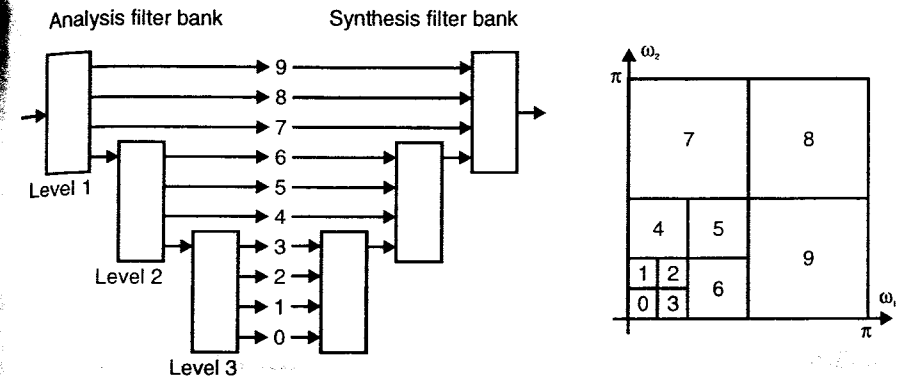 Analysis filter bank
Synthesis filter bank
9
8
7
6
5
4
3
2
1
0
Level 1
Level 2
Level 3
ω₂
π
7
8
4
5
9
1
2
6
0
3
ω₁
π